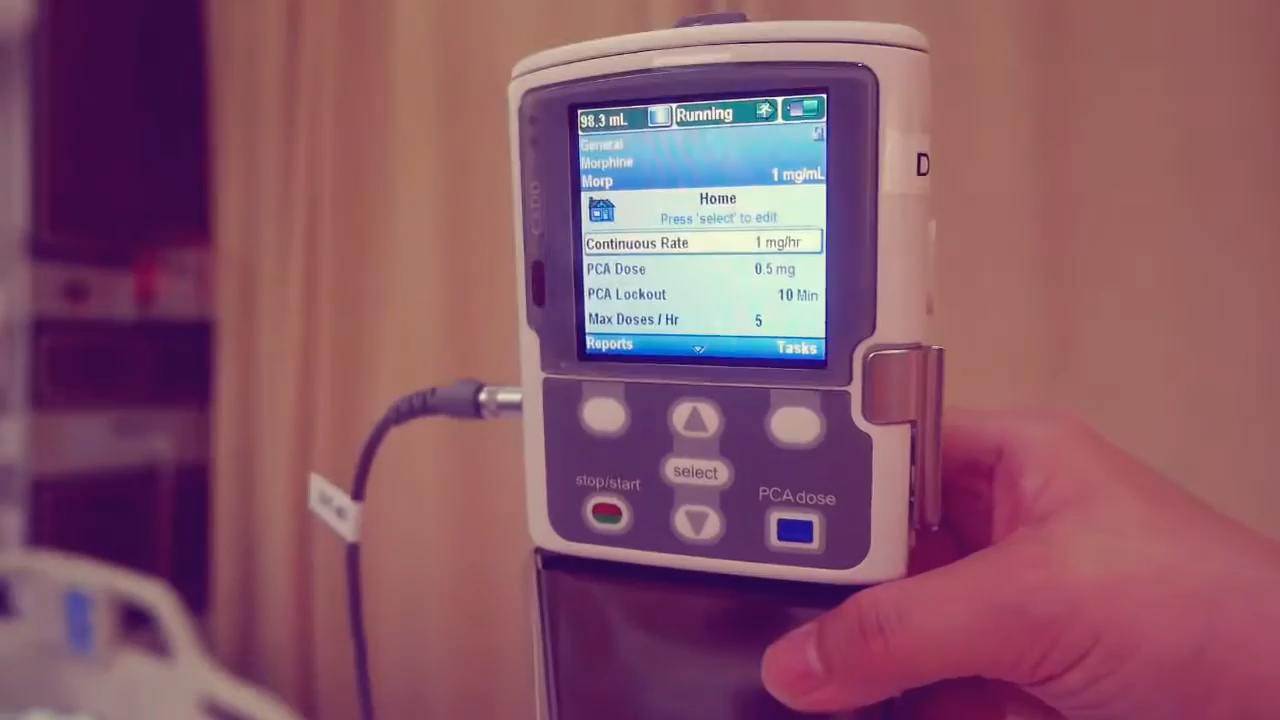 98.3 mL Running
General
Morphine
Morp 1 mg/mL
Home
Press 'select' to edit
Continuous Rate 1 mg/hr
PCA Dose 0.5 mg
PCA Lockout 10 Min
Max Doses / Hr 5
Reports Tasks
CADD
select
stop/start
PCA dose
D